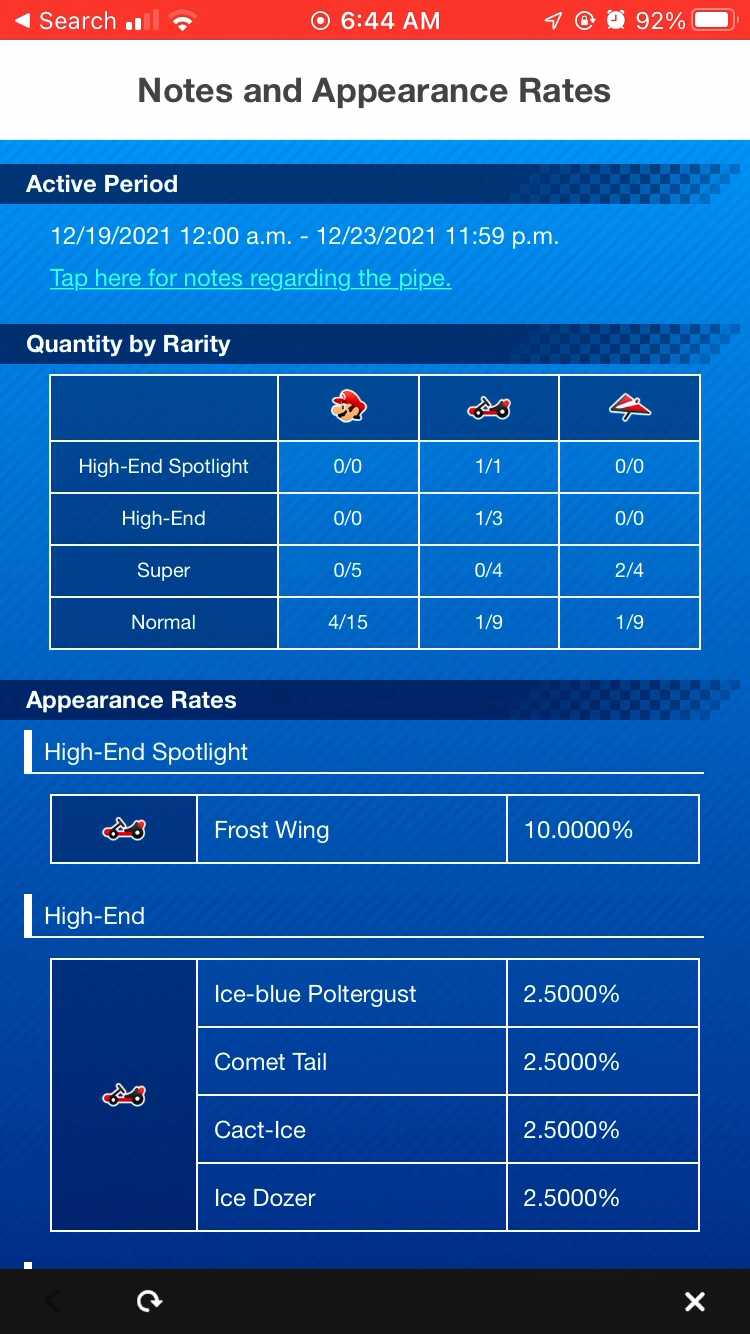 Search 6:44 AM 92%
Notes and Appearance Rates
Active Period
12/19/2021 12:00 a.m. - 12/23/2021 11:59 p.m.
Tap here for notes regarding the pipe.
Quantity by Rarity
High-End Spotlight 0/0 1/1 0/0
High-End 0/0 1/3 0/0
Super 0/5 0/4 2/4
Normal 4/15 1/9 1/9
Appearance Rates
High-End Spotlight
Frost Wing 10.0000%
High-End
Ice-blue Poltergust 2.5000%
Comet Tail 2.5000%
Cact-Ice 2.5000%
Ice Dozer 2.5000%